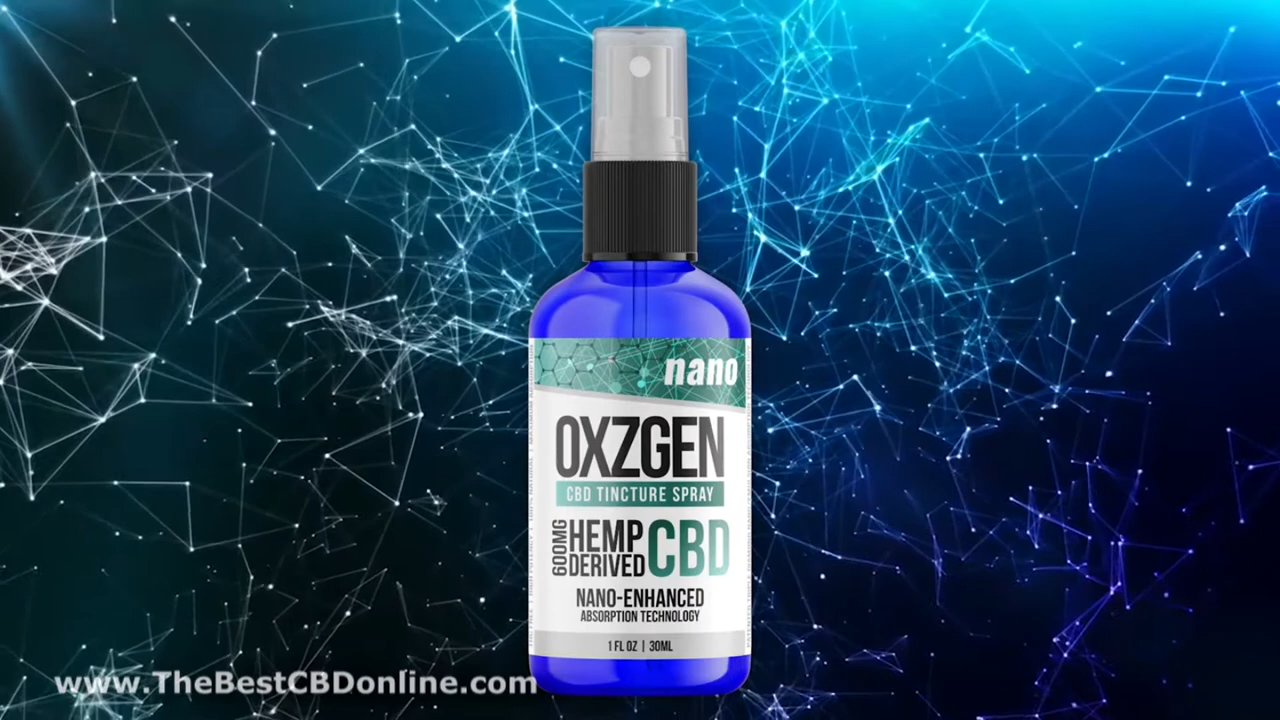 nano
OXZGEN
CBD TINCTURE SPRAY
600MG
HEMP
DERIVED
CBD
NANO-ENHANCED
ABSORPTION TECHNOLOGY
1 FL OZ | 30ML
www.TheBestCBDonline.com